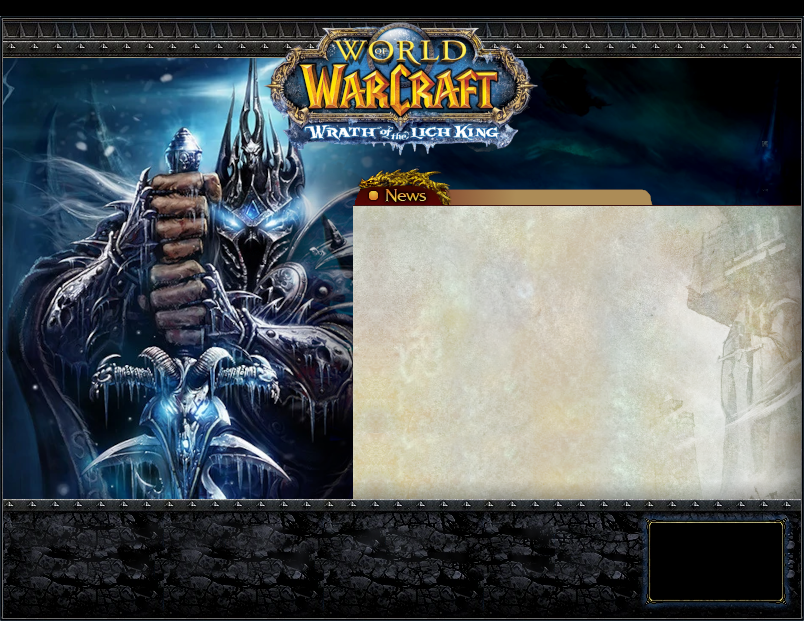 WORLD
OF
WARCRAFT
WRATH of the LICH KING
News